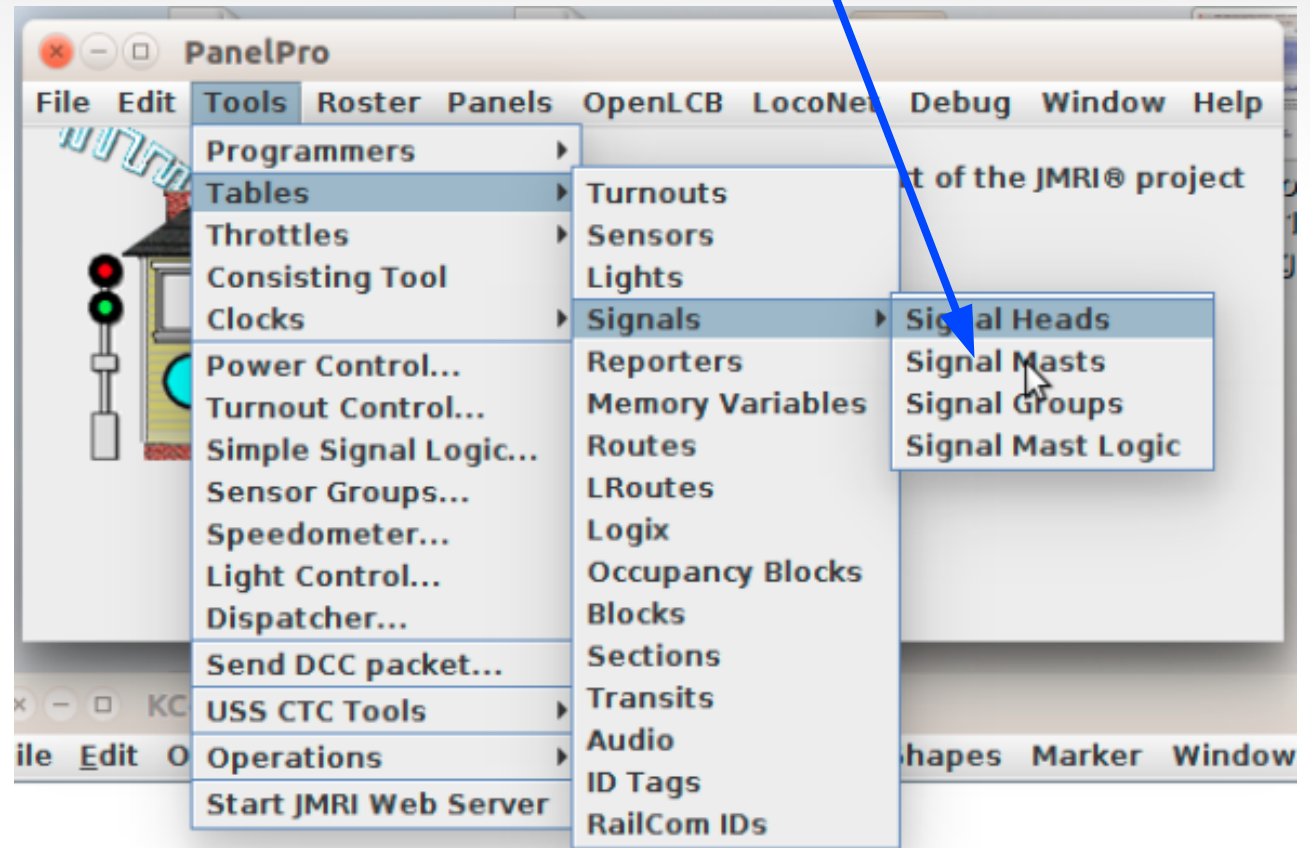 PanelPro
File Edit Tools Roster Panels OpenLCB LocoNet Debug Window Help
Programmers
Tables
Throttles
Consisting Tool
Clocks
Power Control...
Turnout Control...
Simple Signal Logic...
Sensor Groups...
Speedometer...
Light Control...
Dispatcher...
Send DCC packet...
USS CTC Tools
Operations
Start JMRI Web Server
Turnouts
Sensors
Lights
Signals
Reporters
Memory Variables
Routes
LRoutes
Logix
Occupancy Blocks
Blocks
Sections
Transits
Audio
ID Tags
RailCom IDs
Signal Heads
Signal Masts
Signal Groups
Signal Mast Logic
of the JMRI® project
KC
Edit
Marker Window